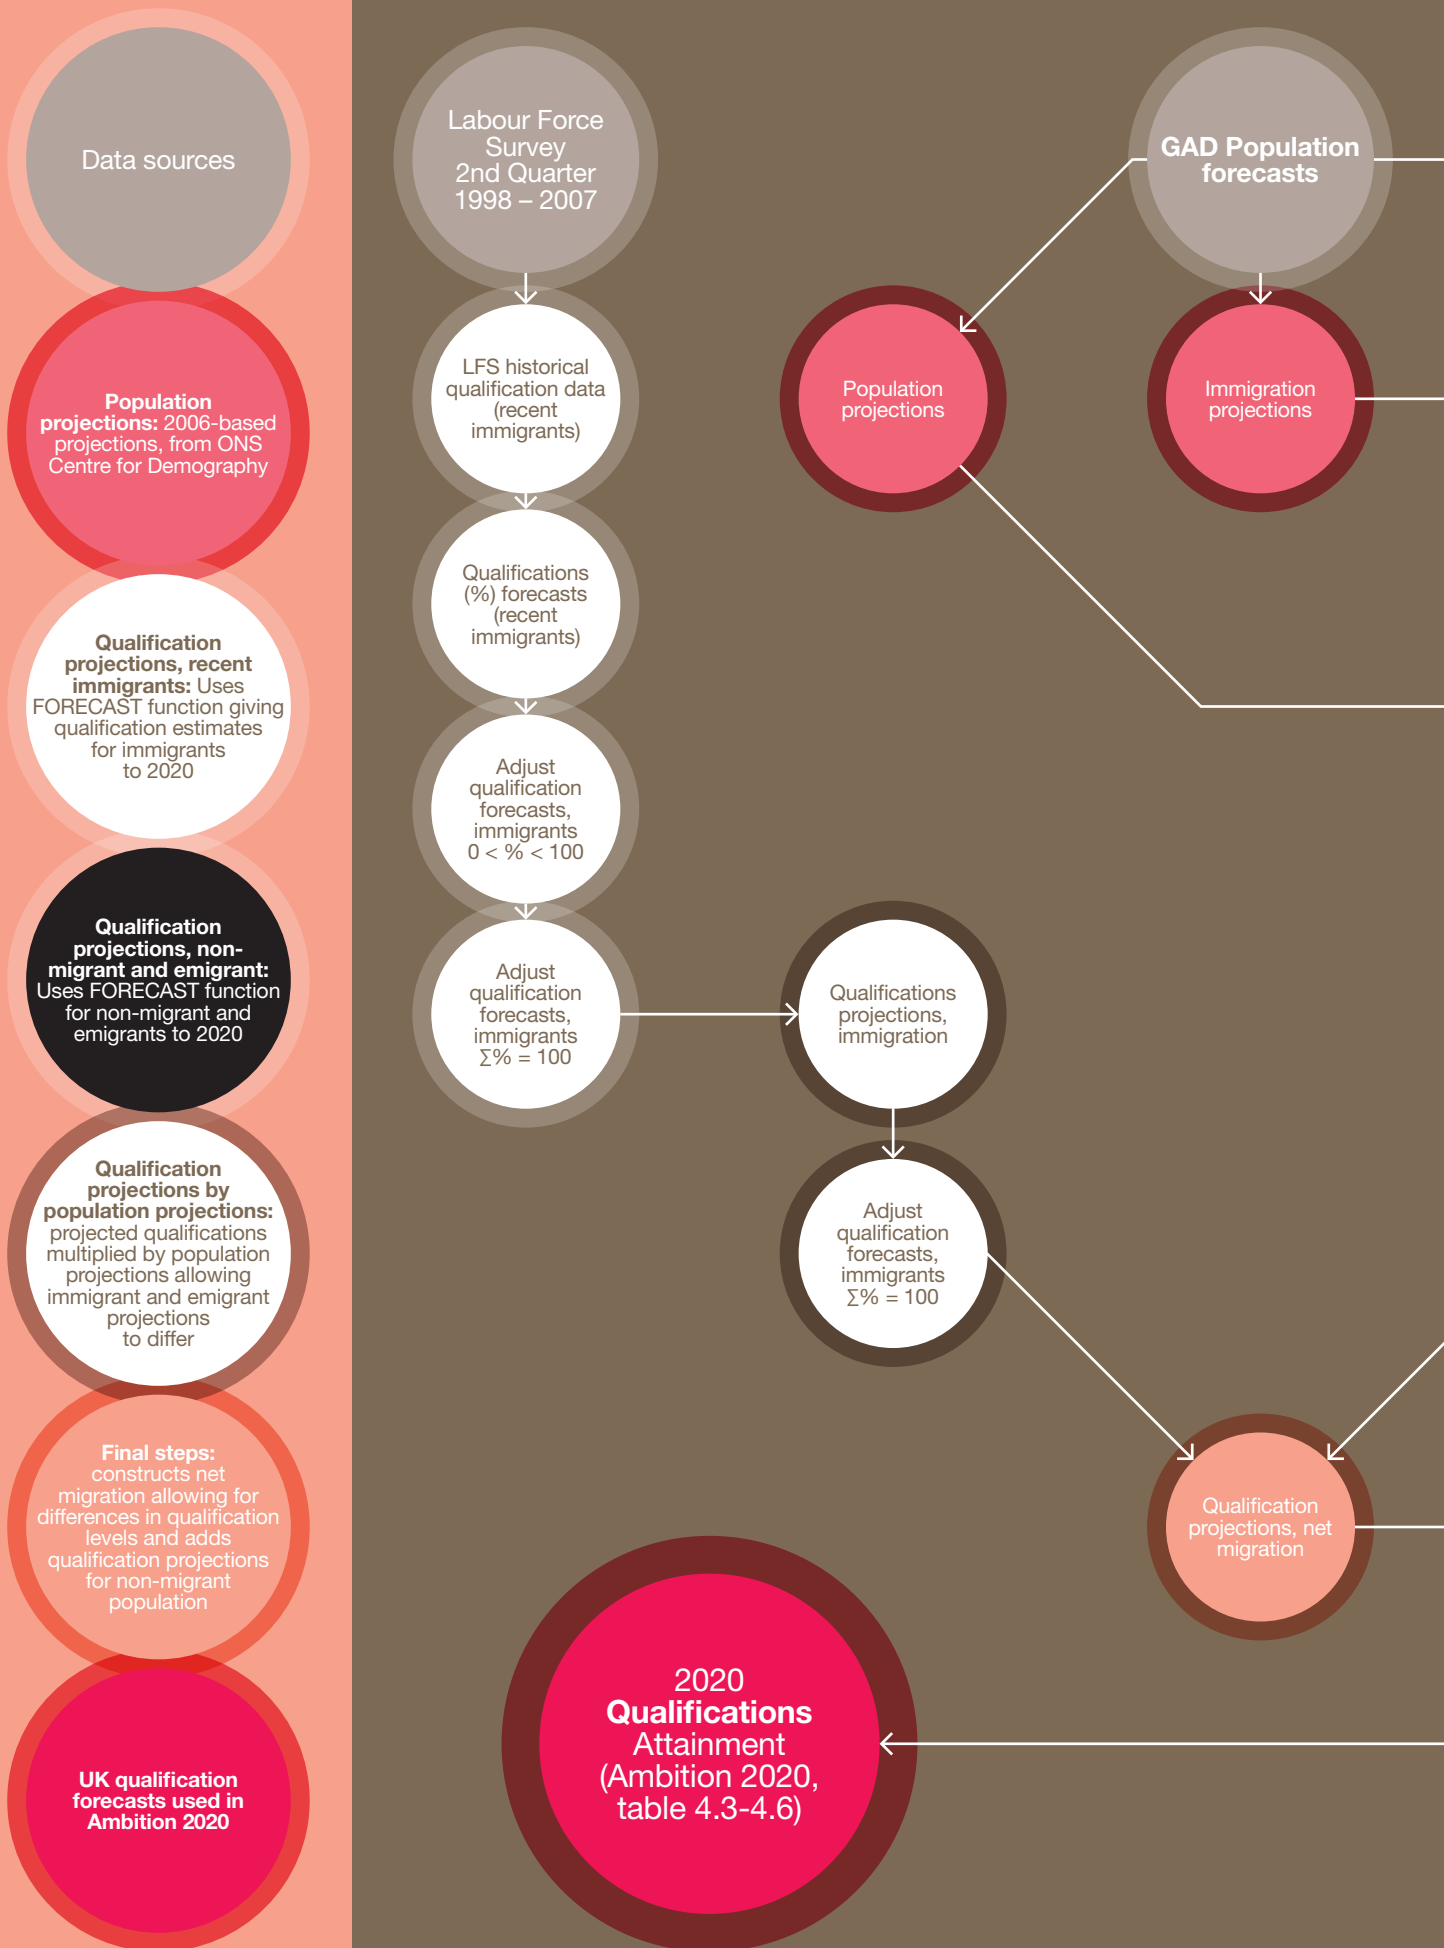 Data sources
Population
projections: 2006-based
projections, from ONS
Centre for Demography
Qualification
projections, recent
immigrants: Uses
FORECAST function giving
qualification estimates
for immigrants
to 2020
Qualification
projections, non-
migrant and emigrant:
Uses FORECAST function
for non-migrant and
emigrants to 2020
Qualification
projections by
population projections:
projected qualifications
multiplied by population
projections allowing
immigrant and emigrant
projections
to differ
Final steps:
constructs net
migration allowing for
differences in qualification
levels and adds
qualification projections
for non-migrant
population
UK qualification
forecasts used in
Ambition 2020
Labour Force
Survey
2nd Quarter
1998 – 2007
LFS historical
qualification data
(recent
immigrants)
Qualifications
(%) forecasts
(recent
immigrants)
Adjust
qualification
forecasts,
immigrants
0 < % < 100
Adjust
qualification
forecasts,
immigrants
∑% = 100
GAD Population
forecasts
Population
projections
Immigration
projections
Qualifications
projections,
immigration
Adjust
qualification
forecasts,
immigrants
∑% = 100
Qualification
projections, net
migration
2020
Qualifications
Attainment
(Ambition 2020,
table 4.3-4.6)